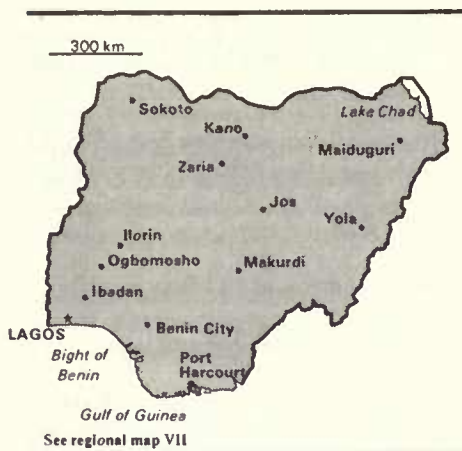 300 km
Sokoto
Lake Chad
Kano
Maiduguri
Zaria
Jos
Yola
Ilorin
Ogbomosho
Makurdi
Ibadan
LAGOS
Benin City
Bight of
Benin
Port
Harcourt
Gulf of Guinea
See regional map VII